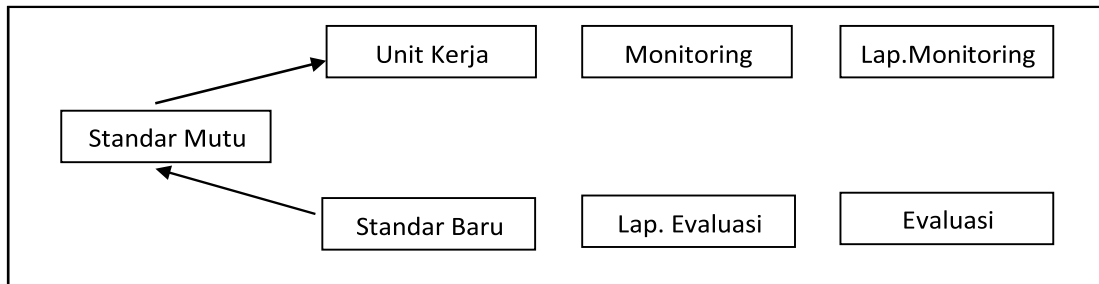 Unit Kerja
Monitoring
Lap.Monitoring
Standar Mutu
Standar Baru
Lap. Evaluasi
Evaluasi